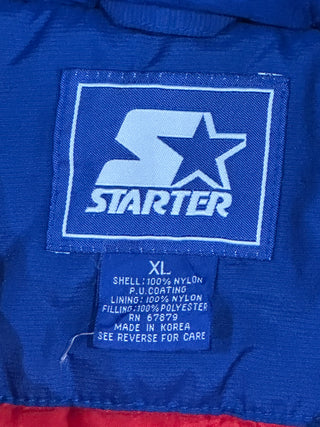 STARTER
XL
SHELL:100% NYLON
P.U.COATING
LINING:100% NYLON
FILLING:100% POLYESTER
RN 67879
MADE IN KOREA
SEE REVERSE FOR CARE